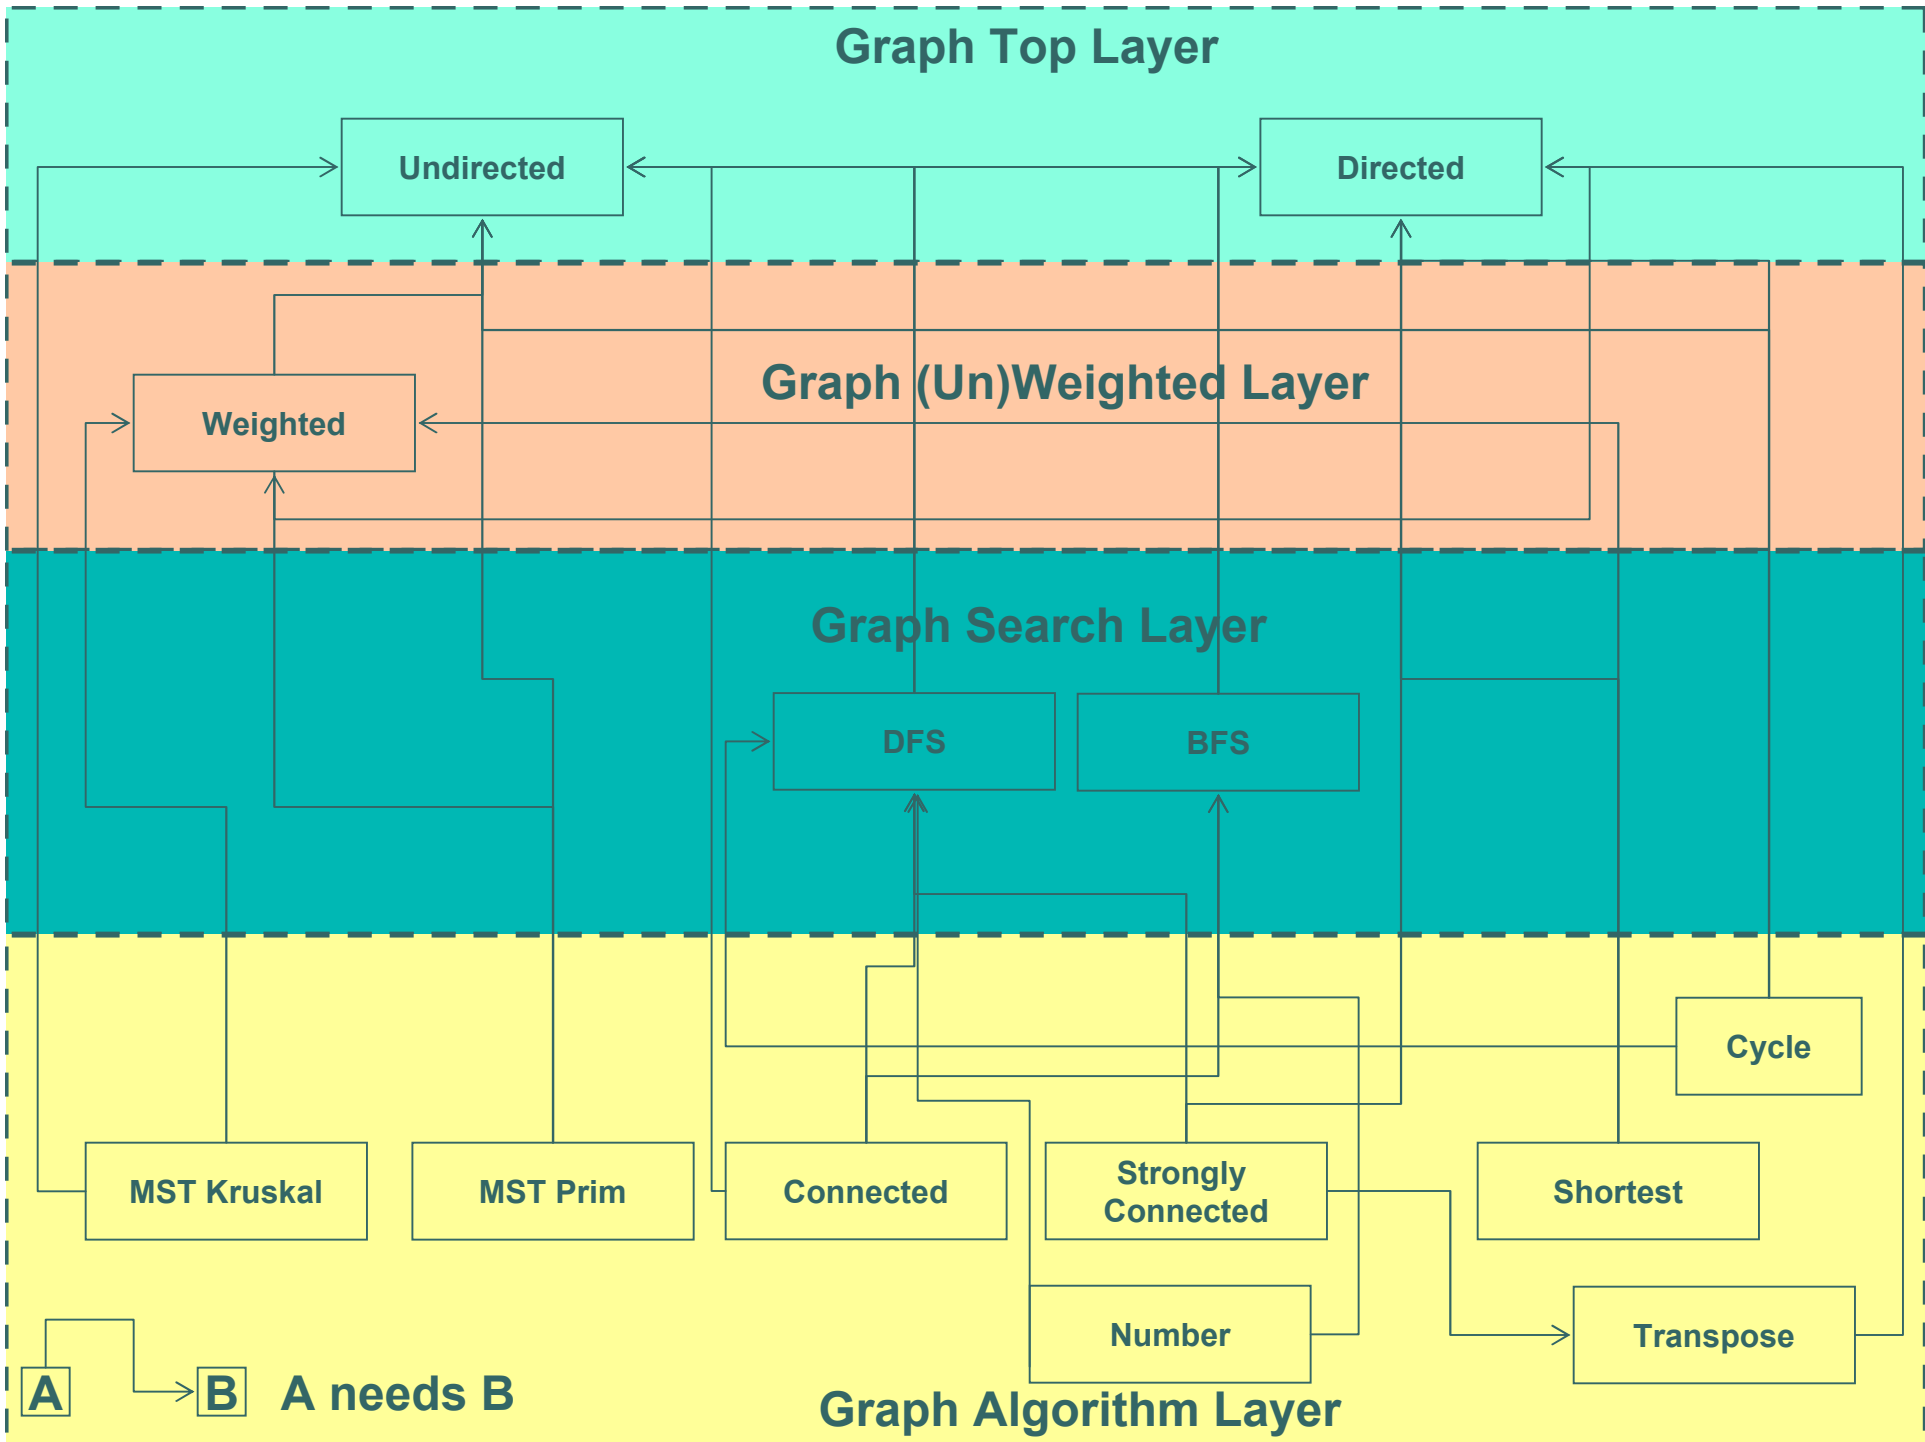 Graph Top Layer
Undirected
Directed
Graph (Un)Weighted Layer
Weighted
Graph Search Layer
DFS
BFS
Cycle
MST Kruskal
MST Prim
Connected
Strongly
Connected
Shortest
Number
Transpose
A
B
A needs B
Graph Algorithm Layer